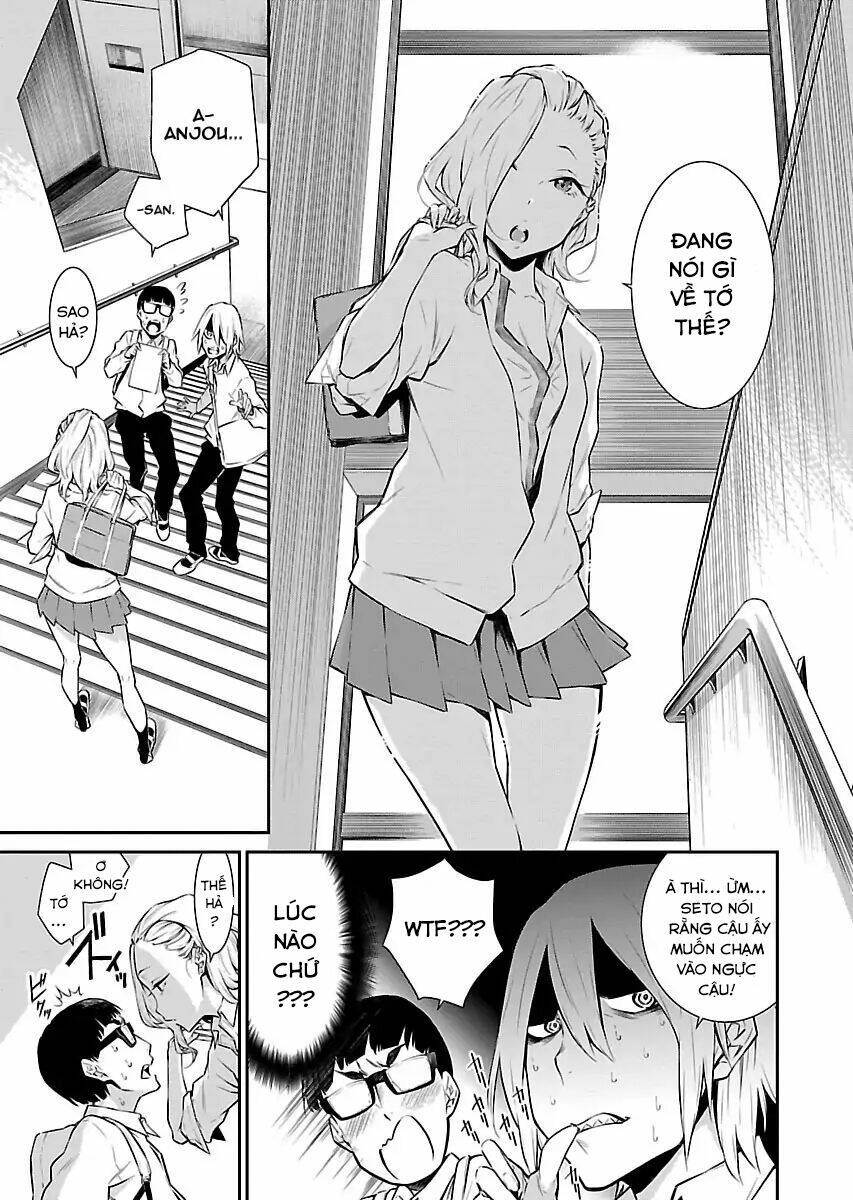 ĐANG
NÓI GÌ
VỀ TỚ
THẾ?
A-
ANJOU...
-SAN.
SAO
HẢ?
À THÌ... ỪM...
SETO NÓI
RẰNG CẬU ẤY
MUỐN CHẠM
VÀO NGỰC
CẬU!
WTF???
LÚC
NÀO
CHỨ
???
THẾ
HẢ?
Ơ
KHÔNG!
TỚ
...